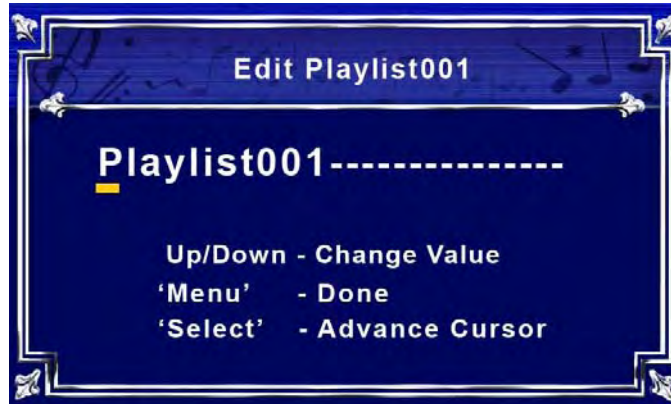 Edit Playlist001
Playlist001---------------
Up/Down - Change Value
‘Menu’ - Done
‘Select’ - Advance Cursor